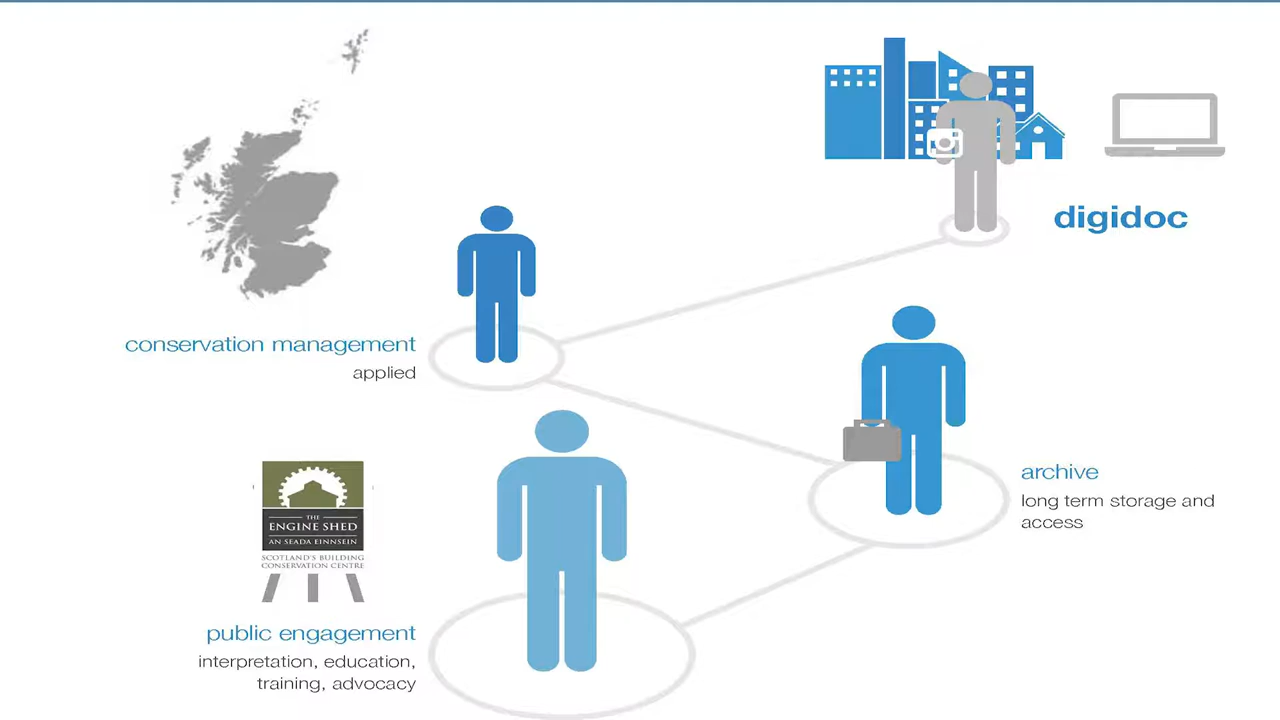 digidoc
conservation management
applied
archive
long term storage and
access
THE
ENGINE SHED
AN SEADA EINNSEIN
SCOTLAND'S BUILDING
CONSERVATION CENTRE
public engagement
interpretation, education,
training, advocacy